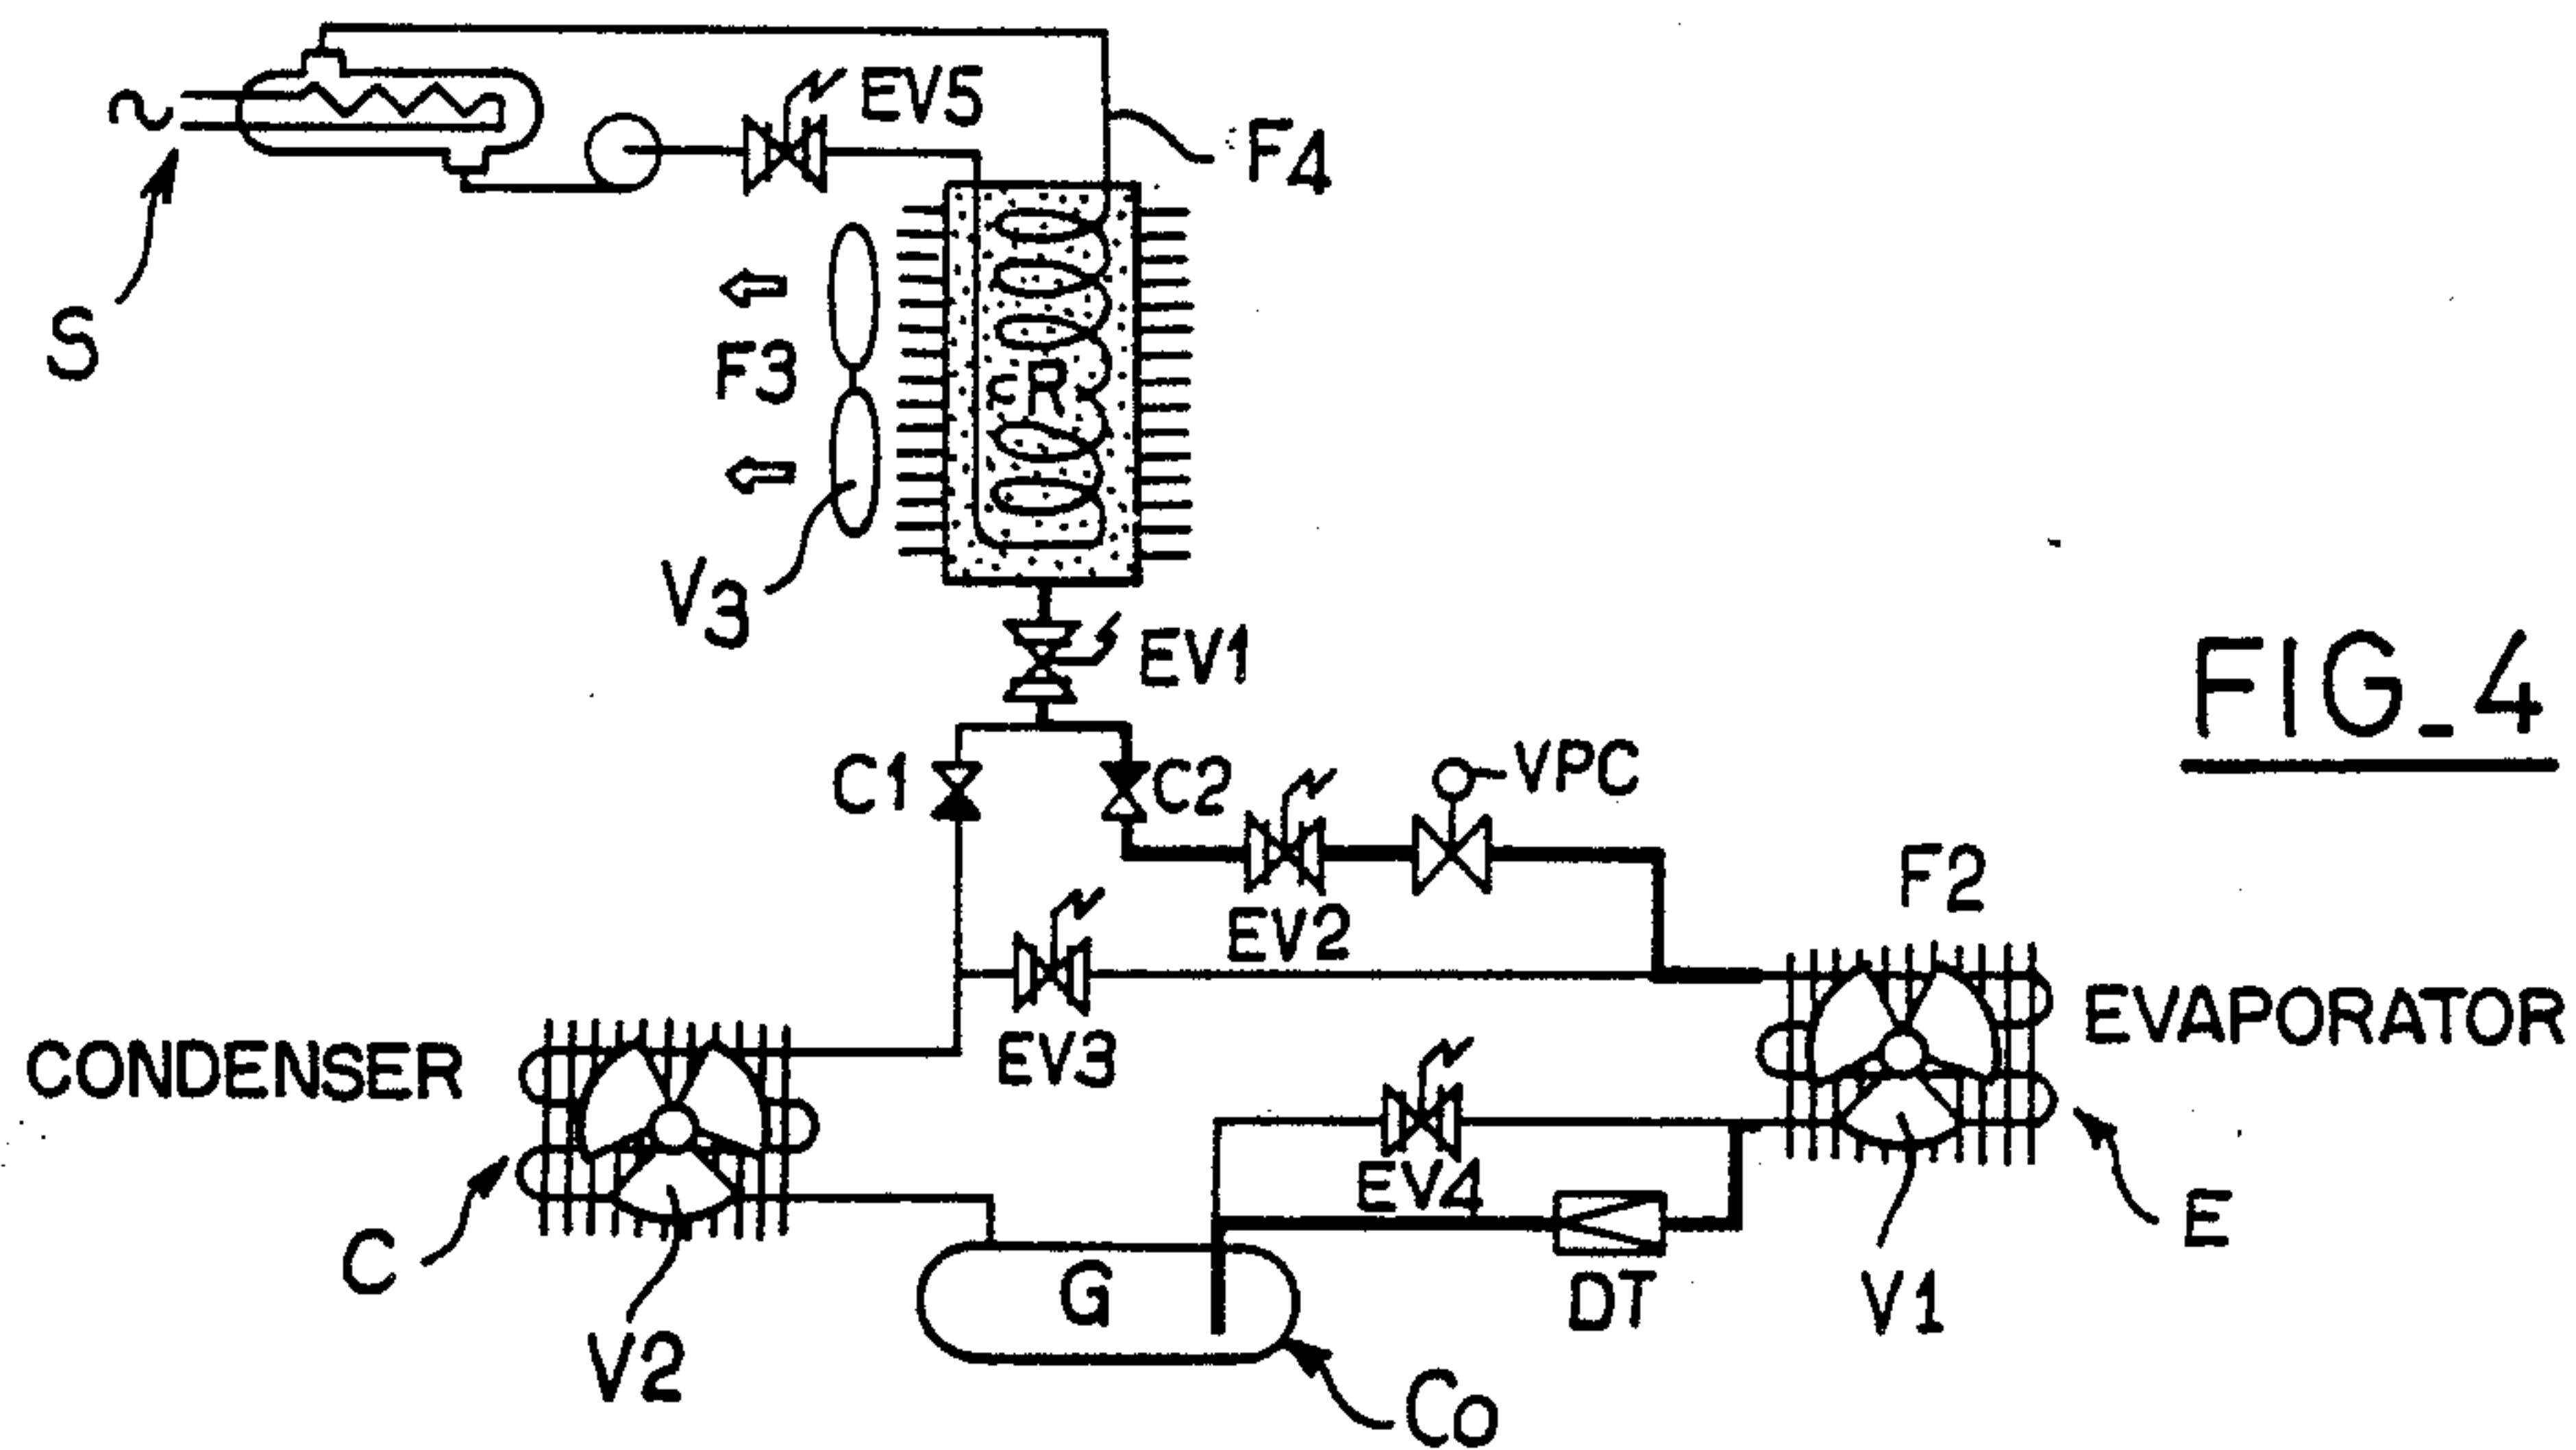 EV5
F4
S
F3
R
V3
EV1
FIG_4
C1
C2
VPC
EV2
F2
EV3
EVAPORATOR
CONDENSER
EV4
E
C
G
DT
V1
V2
Co